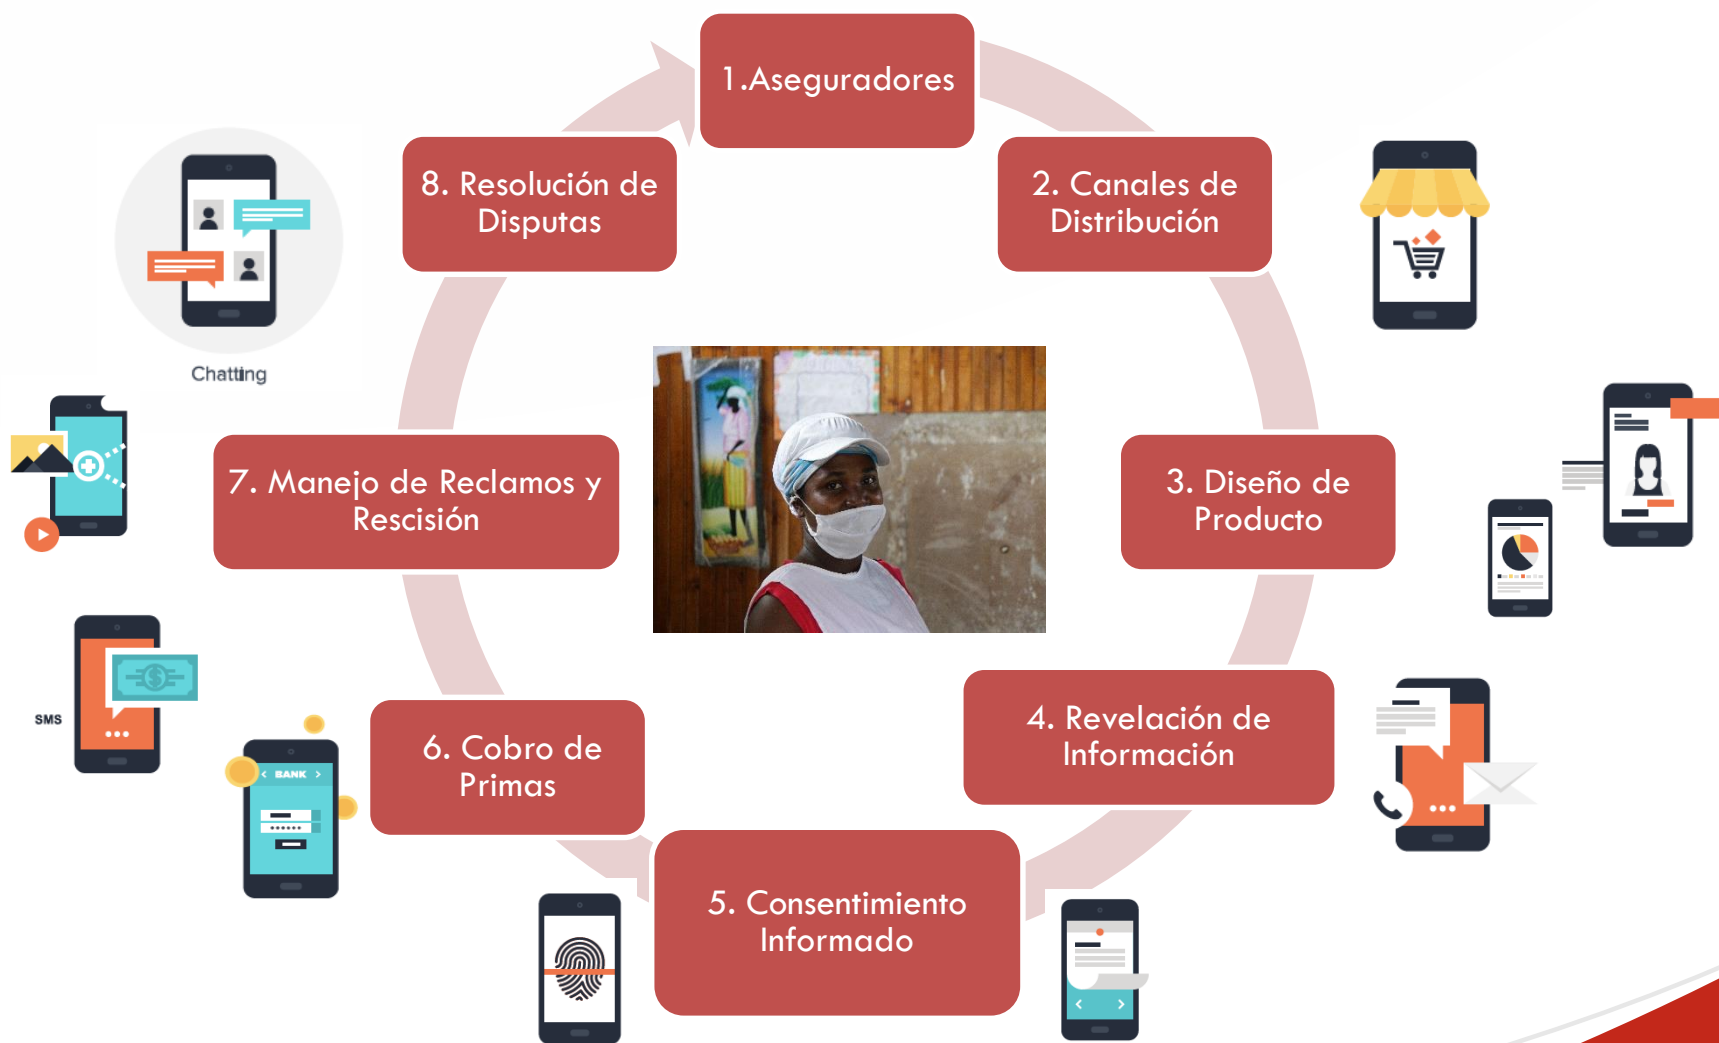 1.Aseguradores
2. Canales de
Distribución
3. Diseño de
Producto
4. Revelación de
Información
5. Consentimiento
Informado
6. Cobro de
Primas
7. Manejo de Reclamos y
Rescisión
8. Resolución de
Disputas
Chatting
SMS
< BANK >